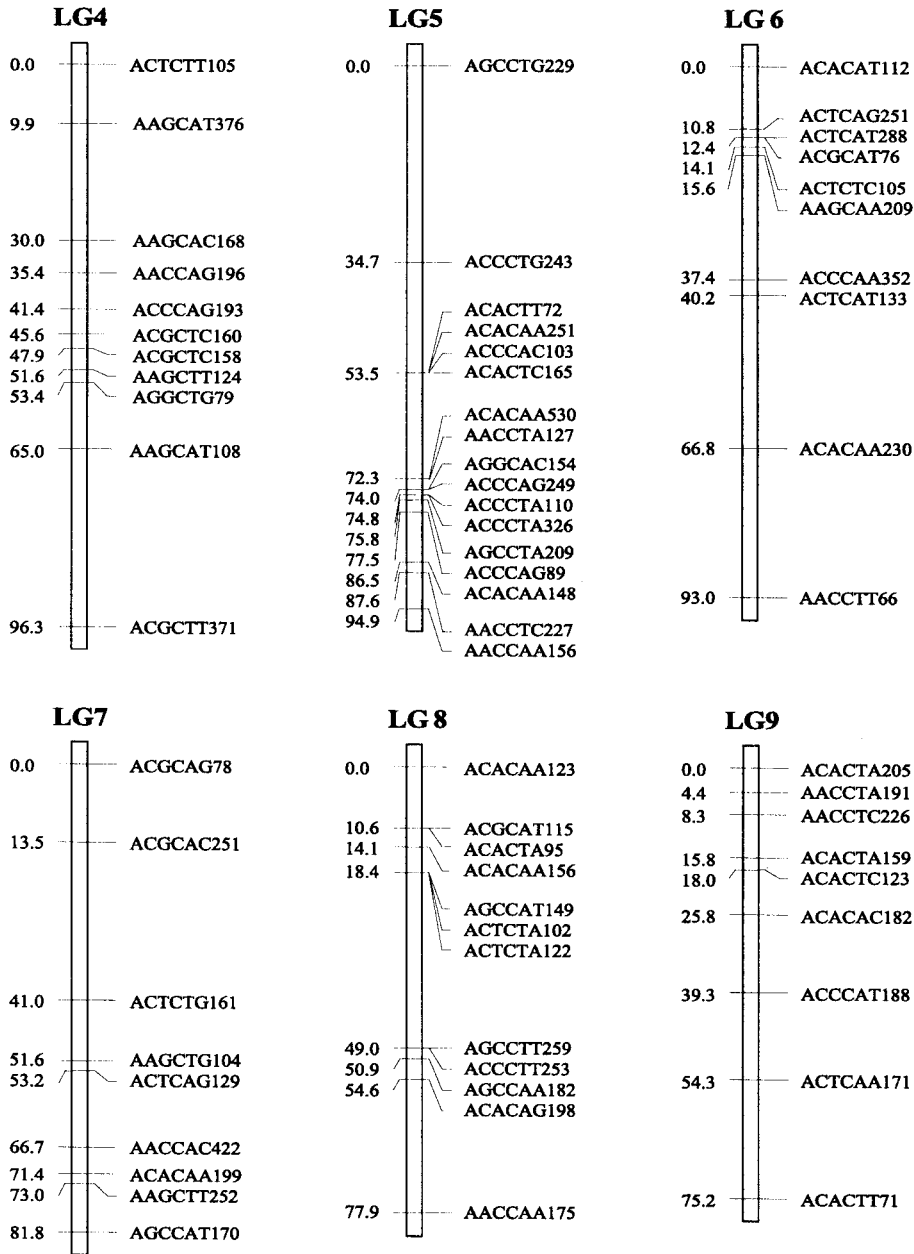 LG4
0.0 ACTCTT105
9.9 AAGCAT376
30.0 AAGCAC168
35.4 AACCAG196
41.4 ACCCAG193
45.6 ACGCTC160
47.9 ACGCTC158
51.6 AAGCTT124
53.4 AGGCTG79
65.0 AAGCAT108
96.3 ACGCTT371
LG5
0.0 AGCCTG229
34.7 ACCCTG243
ACACTT72
ACACAA251
ACCCAC103
53.5 ACACTC165
ACACAA530
AACCTA127
AGGCAC154
72.3 ACCCAG249
74.0 ACCCTA110
74.8 ACCCTA326
75.8 AGCCTA209
77.5 ACCCAG89
86.5 ACACAA148
87.6 AACCTC227
94.9 AACCAA156
LG 6
0.0 ACACAT112
ACTCAG251
10.8 ACTCAT288
12.4 ACGCAT76
14.1 ACTCTC105
15.6 AAGCAA209
37.4 ACCCAA352
40.2 ACTCAT133
66.8 ACACAA230
93.0 AACCTT66
LG7
0.0 ACGCAG78
13.5 ACGCAC251
41.0 ACTCTG161
51.6 AAGCTG104
53.2 ACTCAG129
66.7 AACCAC422
71.4 ACACAA199
73.0 AAGCTT252
81.8 AGCCAT170
LG 8
0.0 ACACAA123
10.6 ACGCAT115
14.1 ACACTA95
18.4 ACACAA156
AGCCAT149
ACTCTA102
ACTCTA122
49.0 AGCCTT259
50.9 ACCCTT253
54.6 AGCCAA182
ACACAG198
77.9 AACCAA175
LG9
0.0 ACACTA205
4.4 AACCTA191
8.3 AACCTC226
15.8 ACACTA159
18.0 ACACTC123
25.8 ACACAC182
39.3 ACCCAT188
54.3 ACTCAA171
75.2 ACACTT71